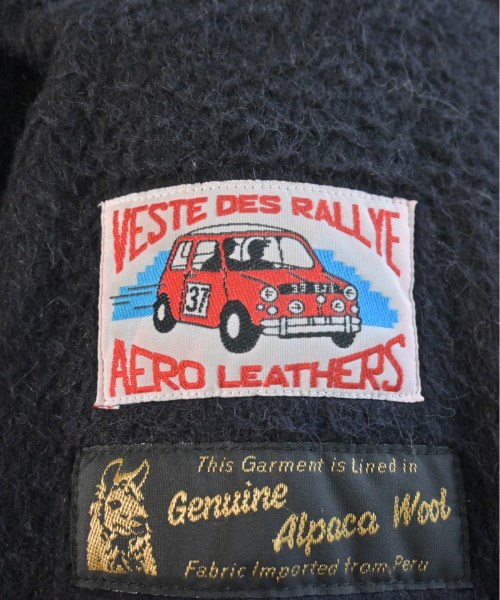 VESTE DES RALLYE
37
AERO LEATHERS
This Garment is Lined in
Genuine
Alpaca Wool
Fabric Imported from Peru